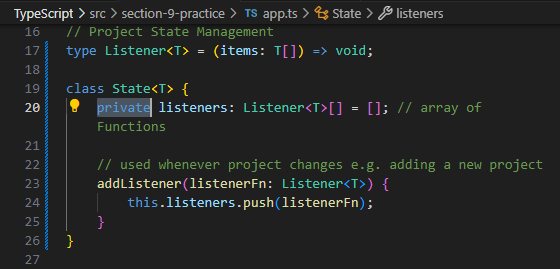 TypeScript > src > section-9-practice > TS app.ts > State > listeners
16 // Project State Management
17 type Listener<T> = (items: T[]) => void;
18
19 class State<T> {
20 private listeners: Listener<T>[] = []; // array of
Functions
21
22 // used whenever project changes e.g. adding a new project
23 addListener(listenerFn: Listener<T>) {
24 this.listeners.push(listenerFn);
25 }
26 }
27